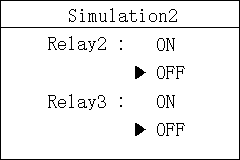 Simulation2
Relay2 : ON
▶ OFF
Relay3 : ON
▶ OFF